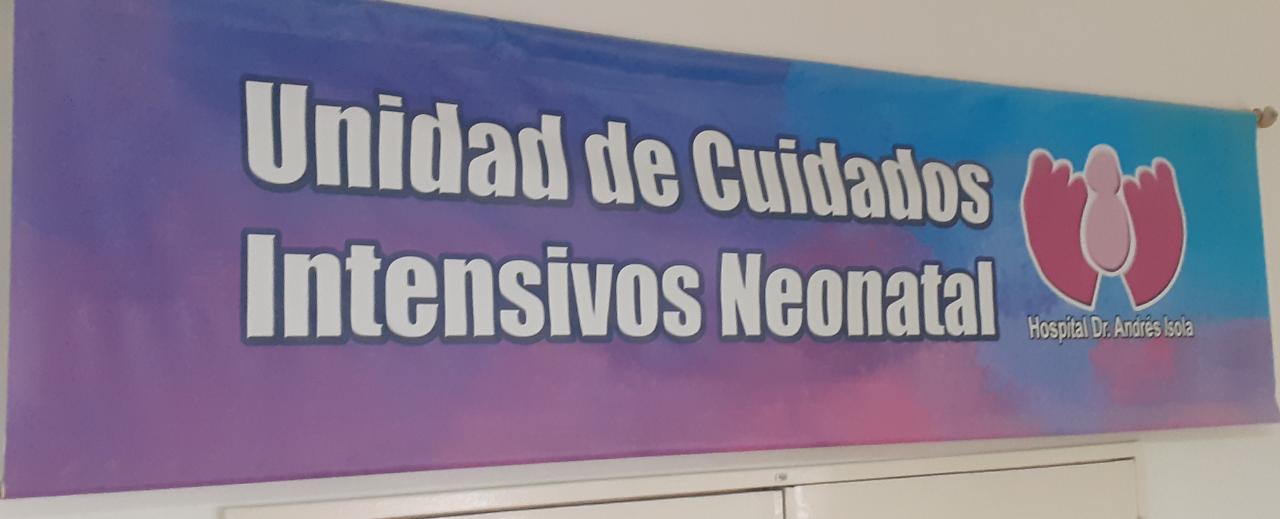 Unidad de Cuidados
Intensivos Neonatal
Hospital Dr. Andrés Isola